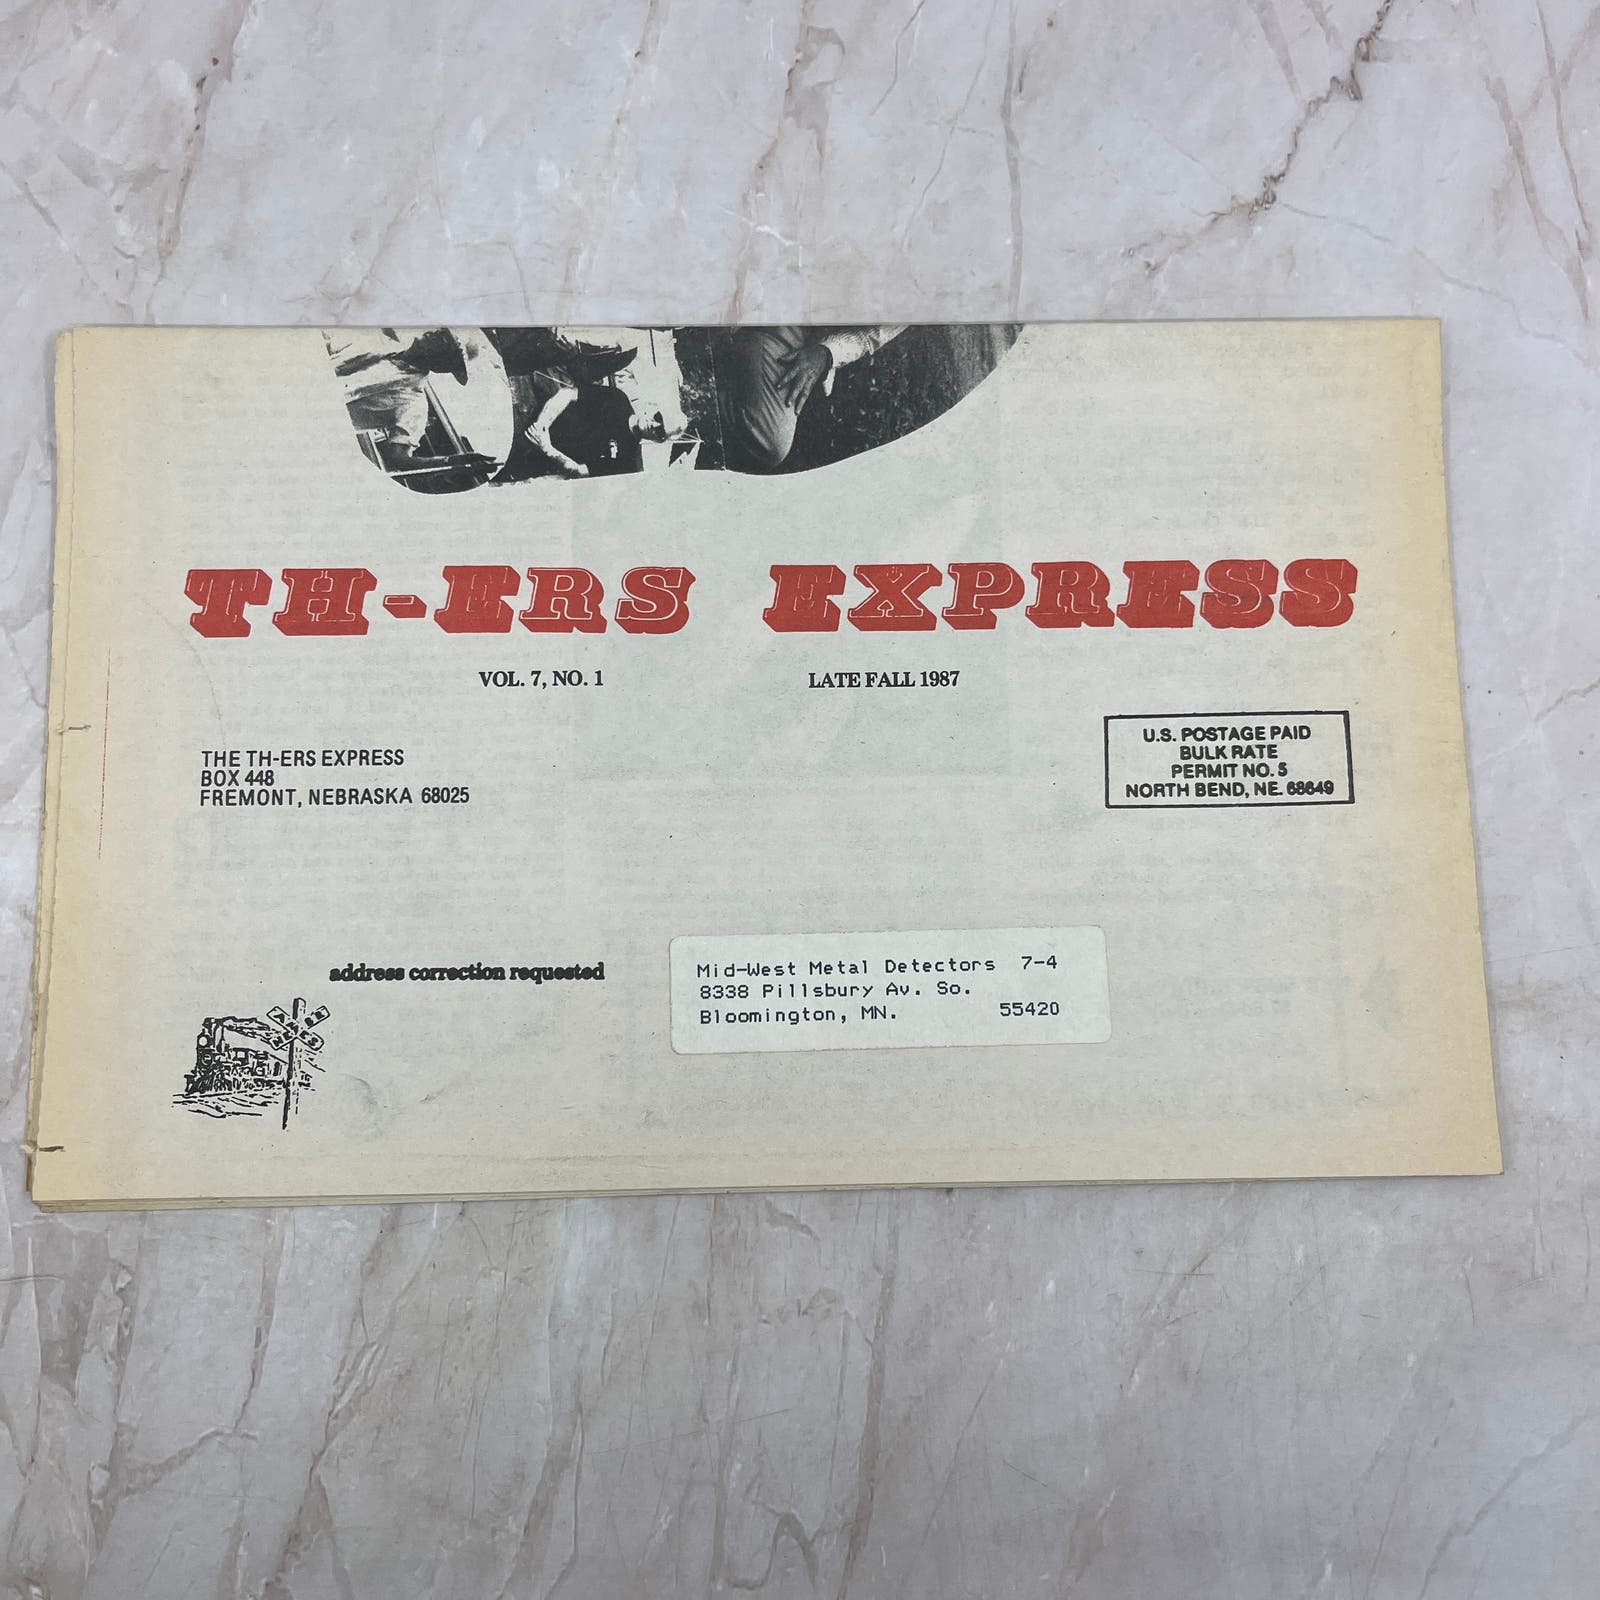 TH-ERS EXPRESS
VOL. 7, NO. 1 LATE FALL 1987
THE TH-ERS EXPRESS
BOX 448
FREMONT, NEBRASKA 68025
U.S. POSTAGE PAID
BULK RATE
PERMIT NO. 5
NORTH BEND, NE. 68649
address correction requested
Mid-West Metal Detectors 7-4
8338 Pillsbury Av. So.
Bloomington, MN. 55420